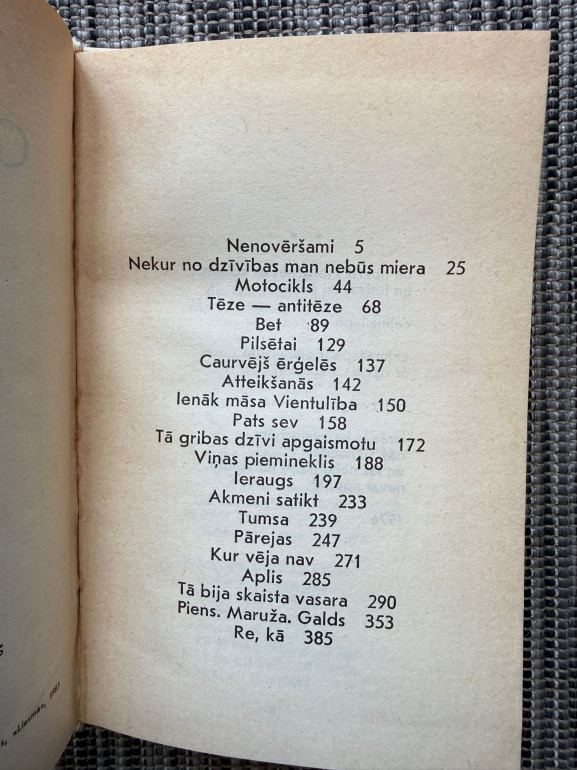 Nenovēršami 5
Nekur no dzīvības man nebūs miera 25
Motocikls 44
Tēze — antitēze 68
Bet 89
Pilsētai 129
Caurvējš ērģelēs 137
Atteikšanās 142
Ienāk māsa Vientulība 150
Pats sev 158
Tā gribas dzīvi apgaismotu 172
Viņas piemineklis 188
Ieraugs 197
Akmeni satikt 233
Tumsa 239
Pārejas 247
Kur vēja nav 271
Aplis 285
Tā bija skaista vasara 290
Piens. Maruža. Galds 353
Re, kā 385
«Liesma»,